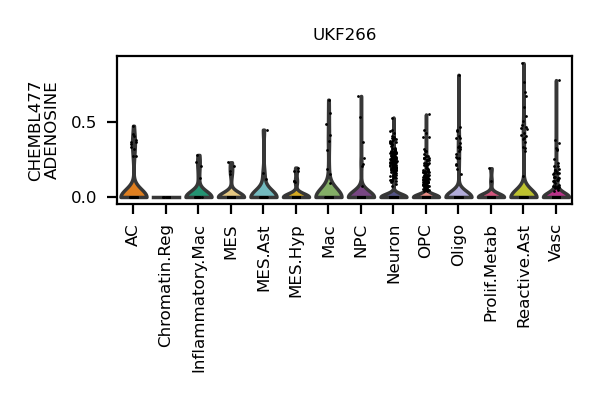 UKF266
CHEMBL477
ADENOSINE
0.5
0.0
AC
Chromatin.Reg
Inflammatory.Mac
MES
MES.Ast
MES.Hyp
Mac
NPC
Neuron
OPC
Oligo
Prolif.Metab
Reactive.Ast
Vasc